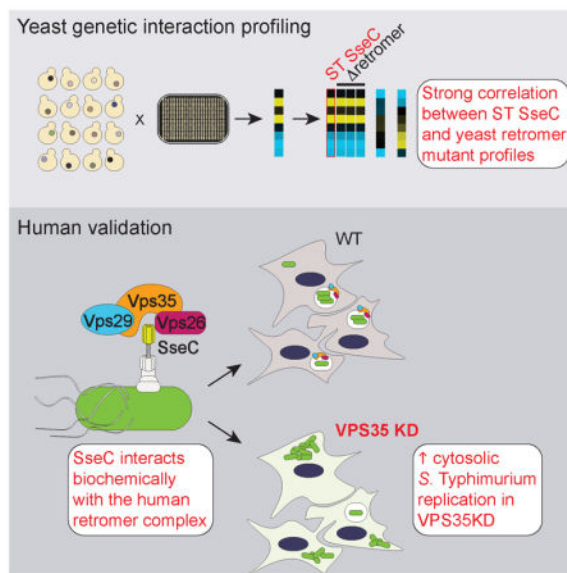 Yeast genetic interaction profiling
ST SseC
Δretromer
X
Strong correlation
between ST SseC
and yeast retromer
mutant profiles
Human validation
WT
Vps35
Vps29
Vps26
SseC
VPS35 KD
SseC interacts
biochemically
with the human
retromer complex
↑ cytosolic
S. Typhimurium
replication in
VPS35KD